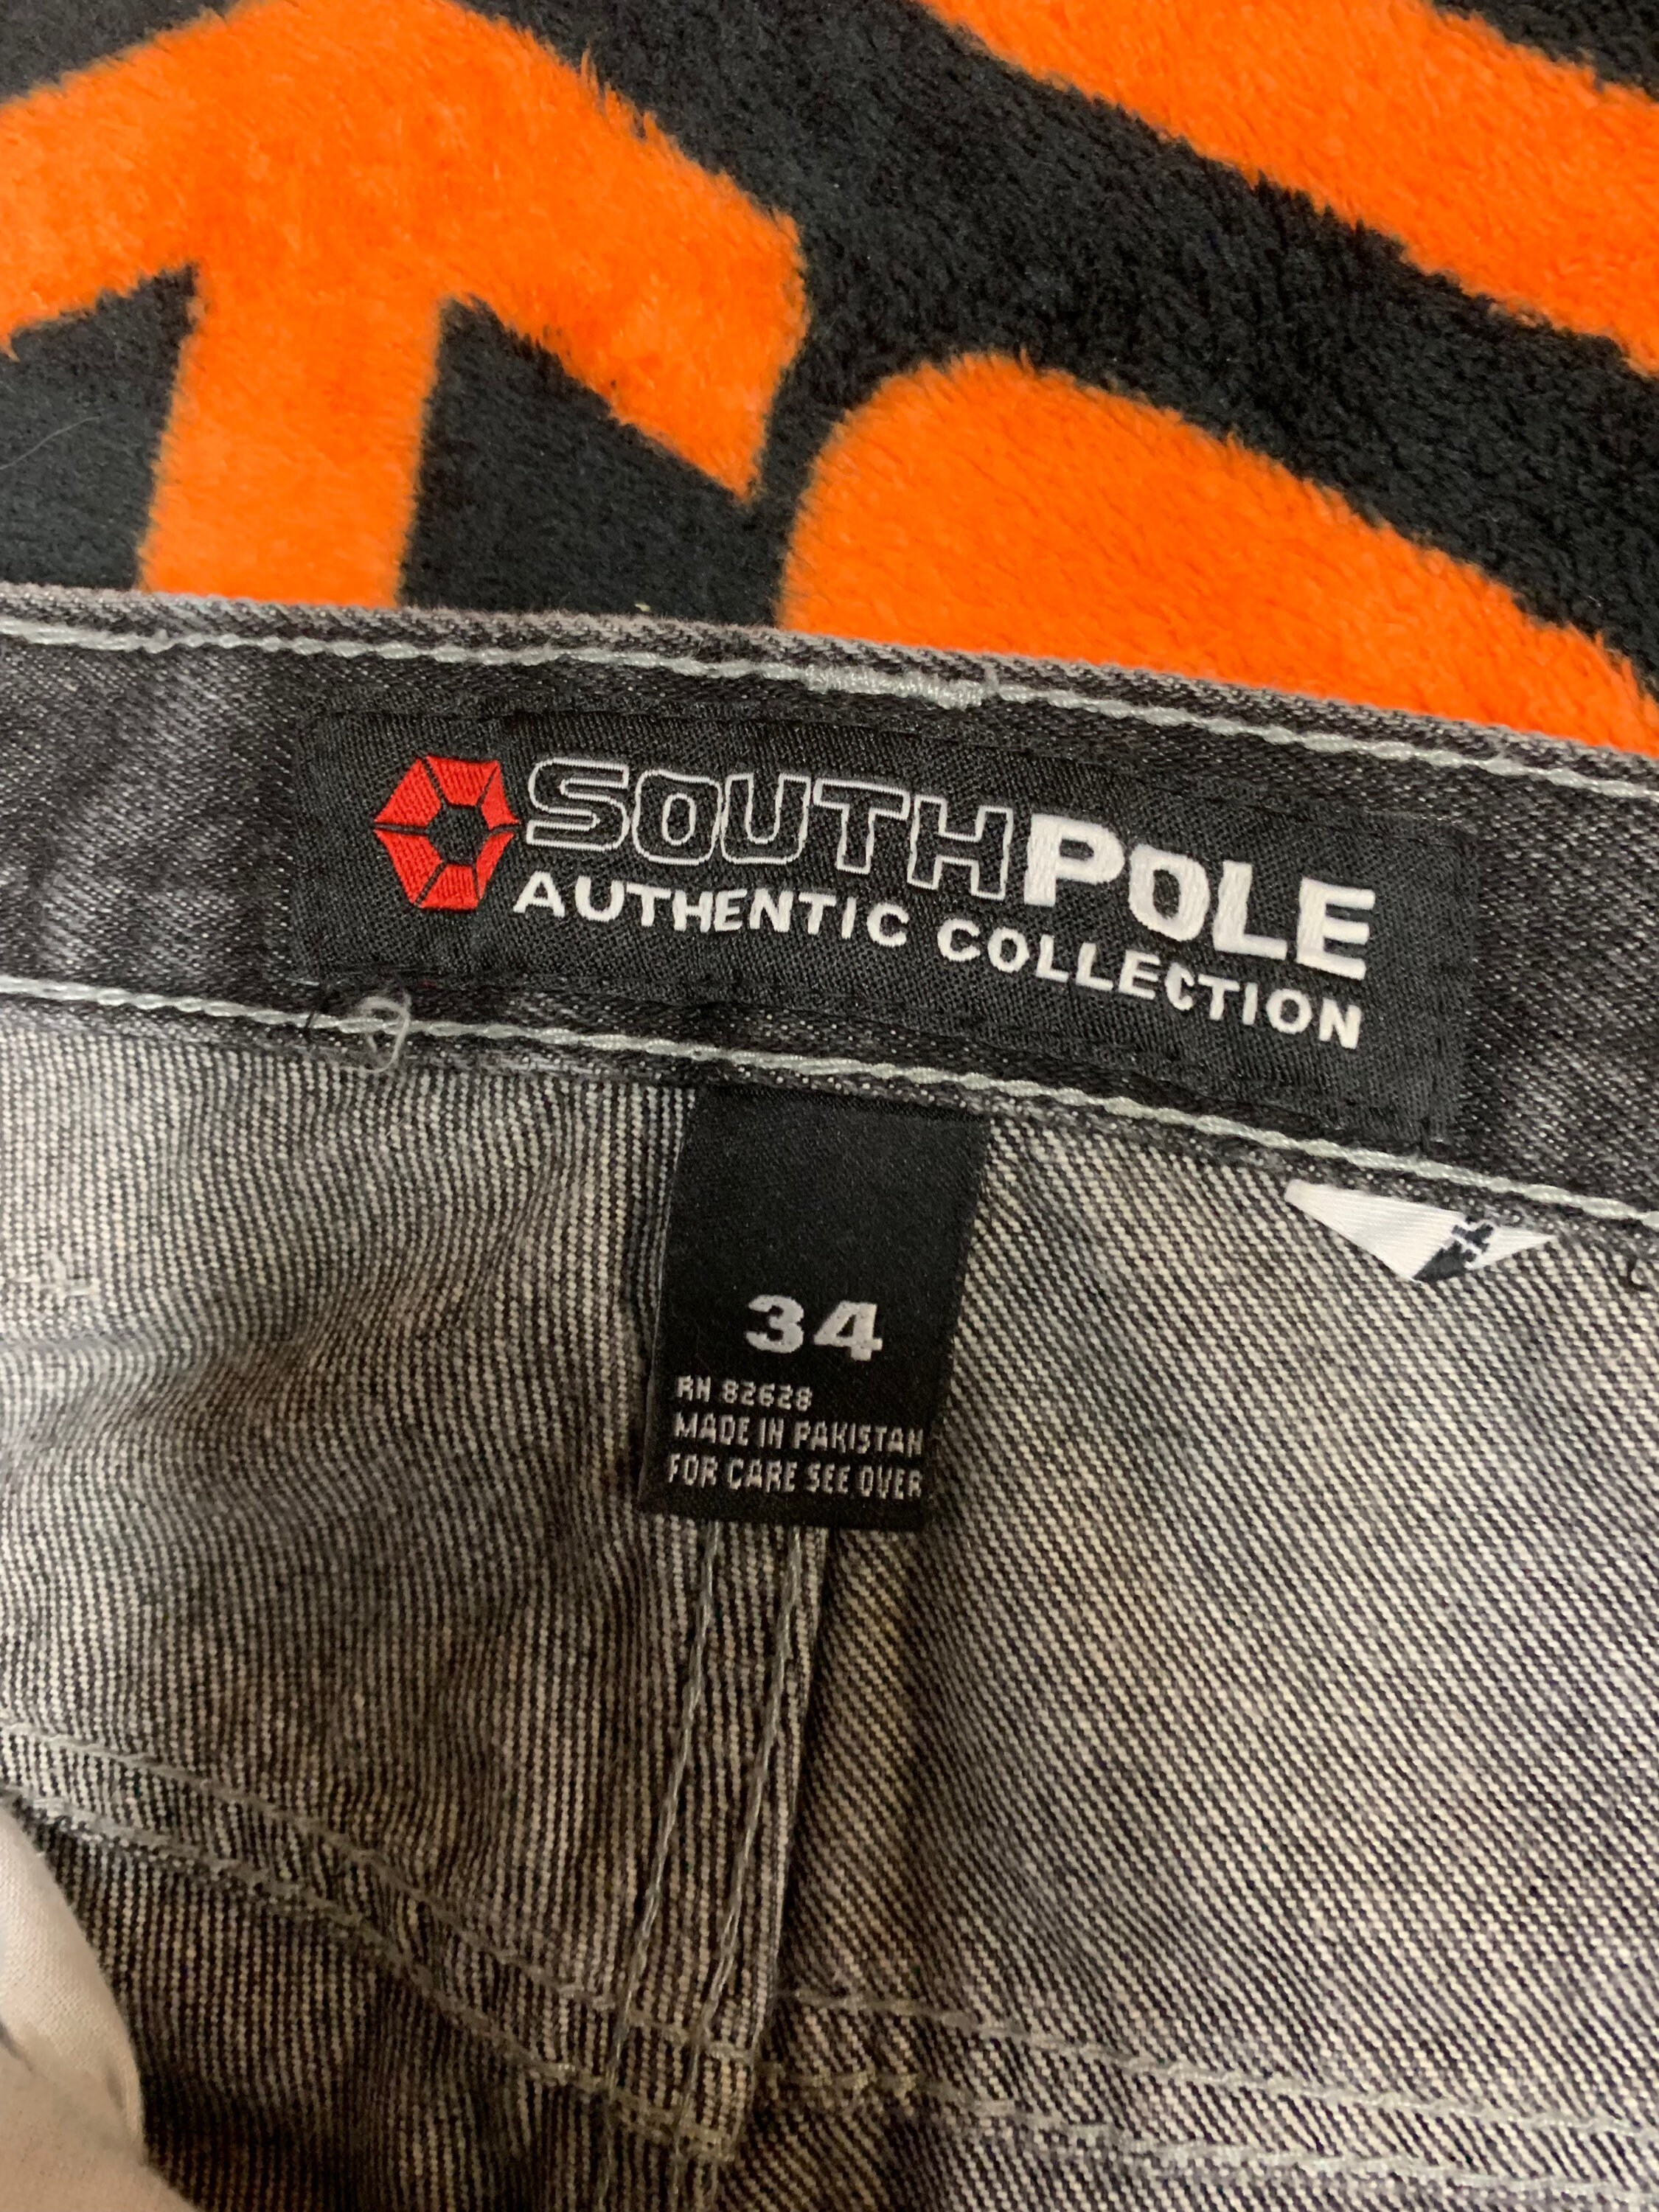 SOUTHPOLE
AUTHENTIC COLLECTION
34
RN 82628
MADE IN PAKISTAN
FOR CARE SEE OVER